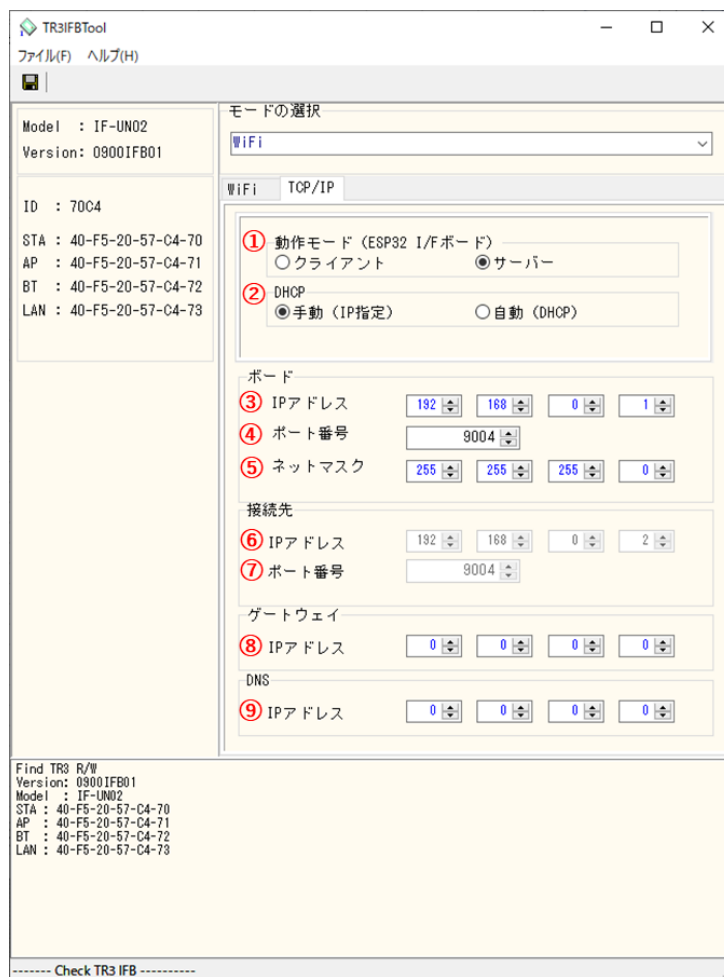 TR3IFBTool
ファイル(F) ヘルプ(H)
Model : IF-UN02
Version: 0900IFB01
ID : 70C4
STA : 40-F5-20-57-C4-70
AP : 40-F5-20-57-C4-71
BT : 40-F5-20-57-C4-72
LAN : 40-F5-20-57-C4-73
モードの選択
WiFi
WiFi TCP/IP
① 動作モード（ESP32 I/Fボード）
クライアント サーバー
② DHCP
手動（IP指定） 自動（DHCP）
ボード
③ IPアドレス 192 168 0 1
④ ポート番号 9004
⑤ ネットマスク 255 255 255 0
接続先
⑥ IPアドレス 192 168 0 2
⑦ ポート番号 9004
ゲートウェイ
⑧ IPアドレス 0 0 0 0
DNS
⑨ IPアドレス 0 0 0 0
Find TR3 R/W
Version: 0900IFB01
Model : IF-UN02
STA : 40-F5-20-57-C4-70
AP : 40-F5-20-57-C4-71
BT : 40-F5-20-57-C4-72
LAN : 40-F5-20-57-C4-73
------- Check TR3 IFB ----------